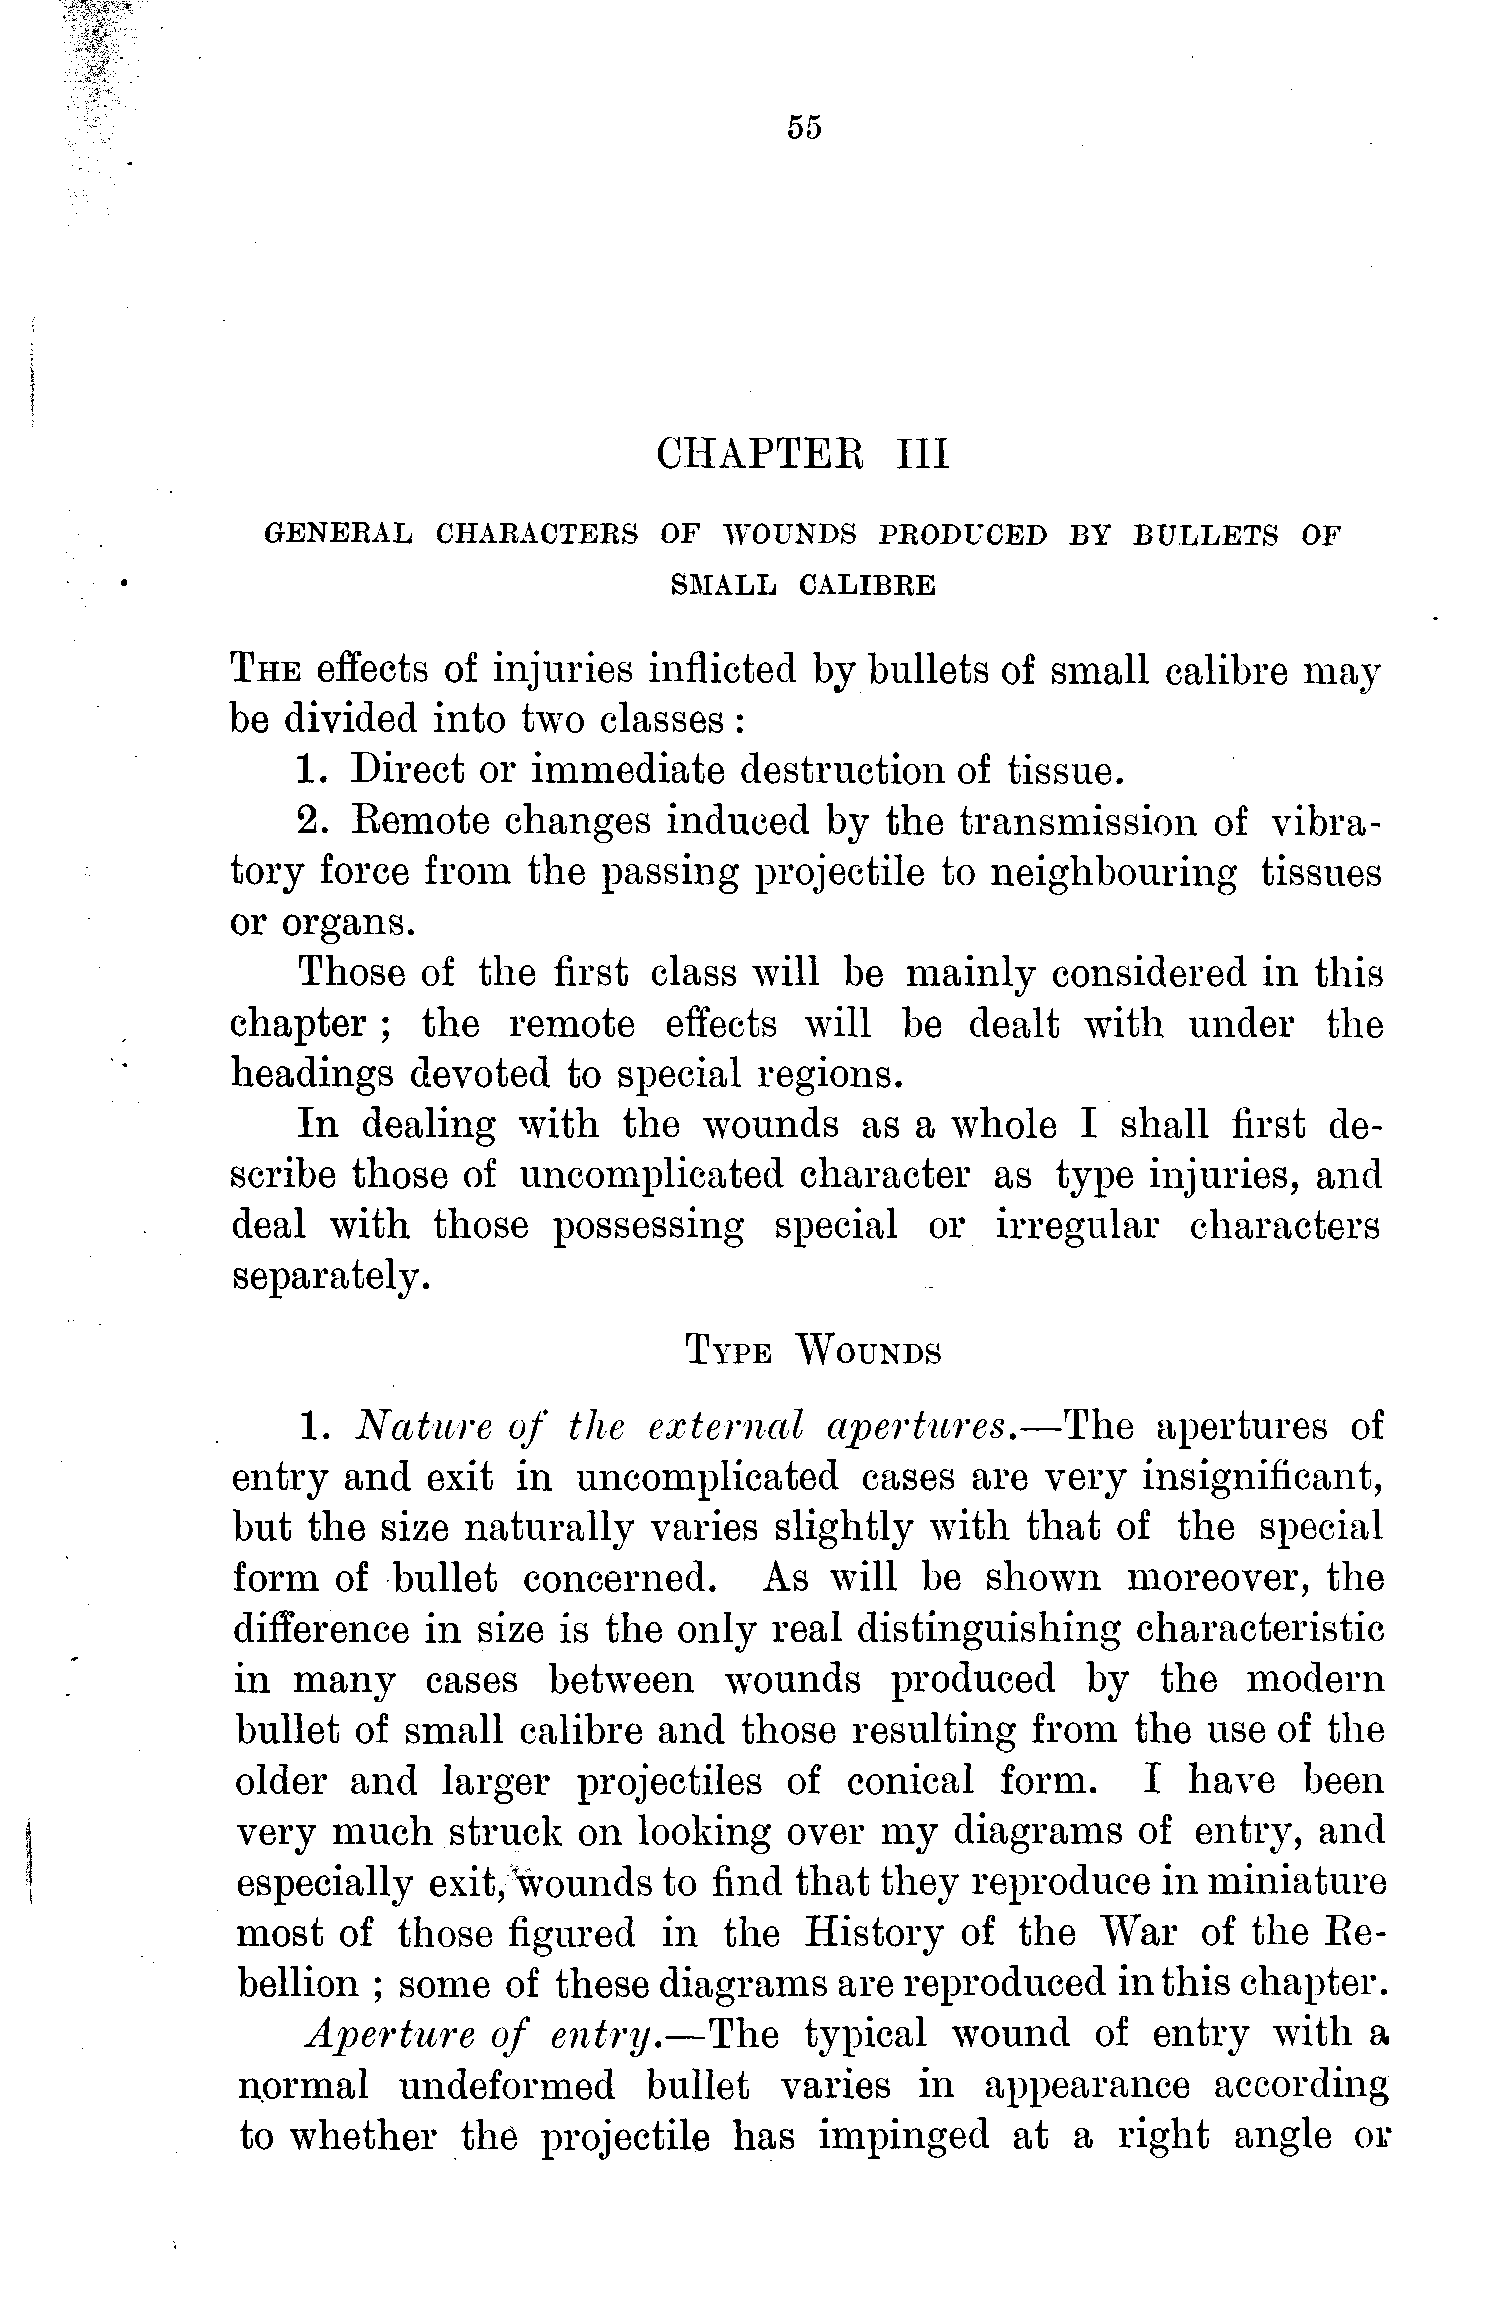 55
CHAPTER III
GENERAL CHARACTERS OF WOUNDS PRODUCED BY BULLETS OF
SMALL CALIBRE
THE effects of injuries inflicted by bullets of small calibre may
be divided into two classes :
1. Direct or immediate destruction of tissue.
2. Remote changes induced by the transmission of vibra-
tory force from the passing projectile to neighbouring tissues
or organs.
Those of the first class will be mainly considered in this
chapter ; the remote effects will be dealt with under the
headings devoted to special regions.
In dealing with the wounds as a whole I shall first de-
scribe those of uncomplicated character as type injuries, and
deal with those possessing special or irregular characters
separately.
TYPE WOUNDS
1. Nature of the external apertures.—The apertures of
entry and exit in uncomplicated cases are very insignificant,
but the size naturally varies slightly with that of the special
form of bullet concerned. As will be shown moreover, the
difference in size is the only real distinguishing characteristic
in many cases between wounds produced by the modern
bullet of small calibre and those resulting from the use of the
older and larger projectiles of conical form. I have been
very much struck on looking over my diagrams of entry, and
especially exit, wounds to find that they reproduce in miniature
most of those figured in the History of the War of the Re-
bellion ; some of these diagrams are reproduced in this chapter.
Aperture of entry.—The typical wound of entry with a
normal undeformed bullet varies in appearance according
to whether the projectile has impinged at a right angle or